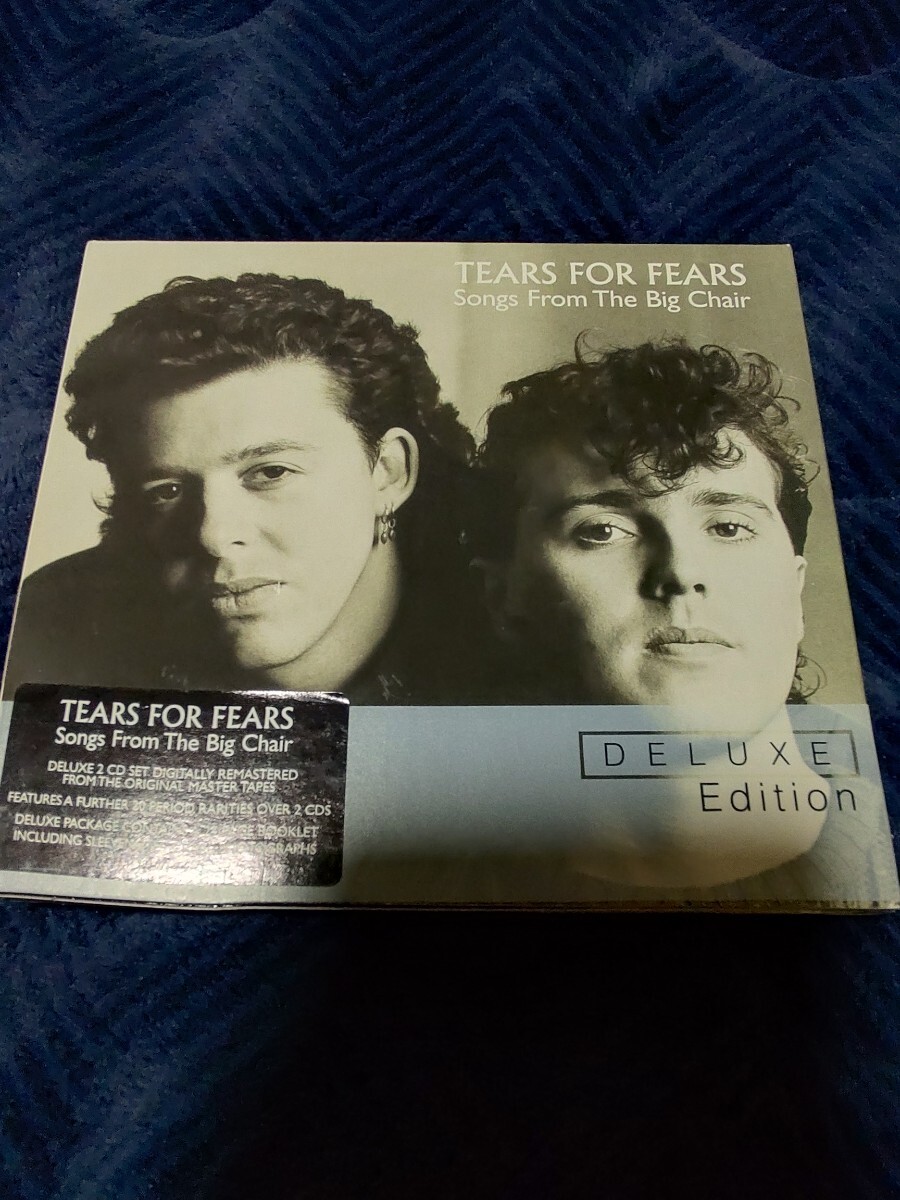 TEARS FOR FEARS
Songs From The Big Chair
TEARS FOR FEARS
Songs From The Big Chair
DELUXE 2 CD SET DIGITALLY REMASTERED
FROM THE ORIGINAL MASTER TAPES
FEATURES A FURTHER 20 PERIOD RARITIES OVER 2 CDS
DELUXE PACKAGE BOOKLET
INCLUDING
DELUXE
Edition